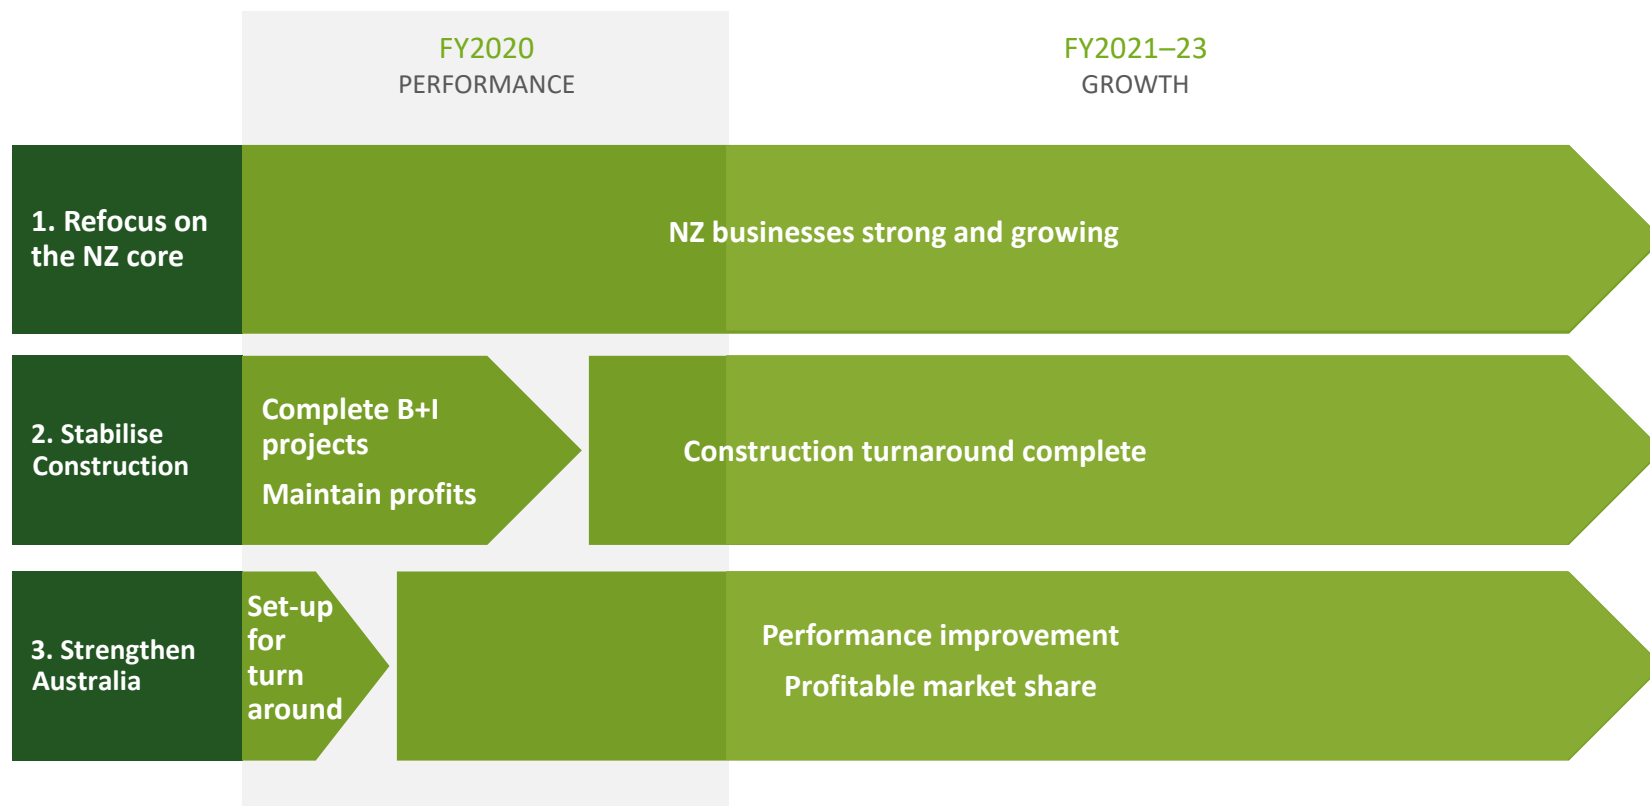 FY2020
PERFORMANCE
FY2021–23
GROWTH
1. Refocus on
the NZ core
NZ businesses strong and growing
2. Stabilise
Construction
Complete B+I
projects
Maintain profits
Construction turnaround complete
3. Strengthen
Australia
Set-up
for
turn
around
Performance improvement
Profitable market share